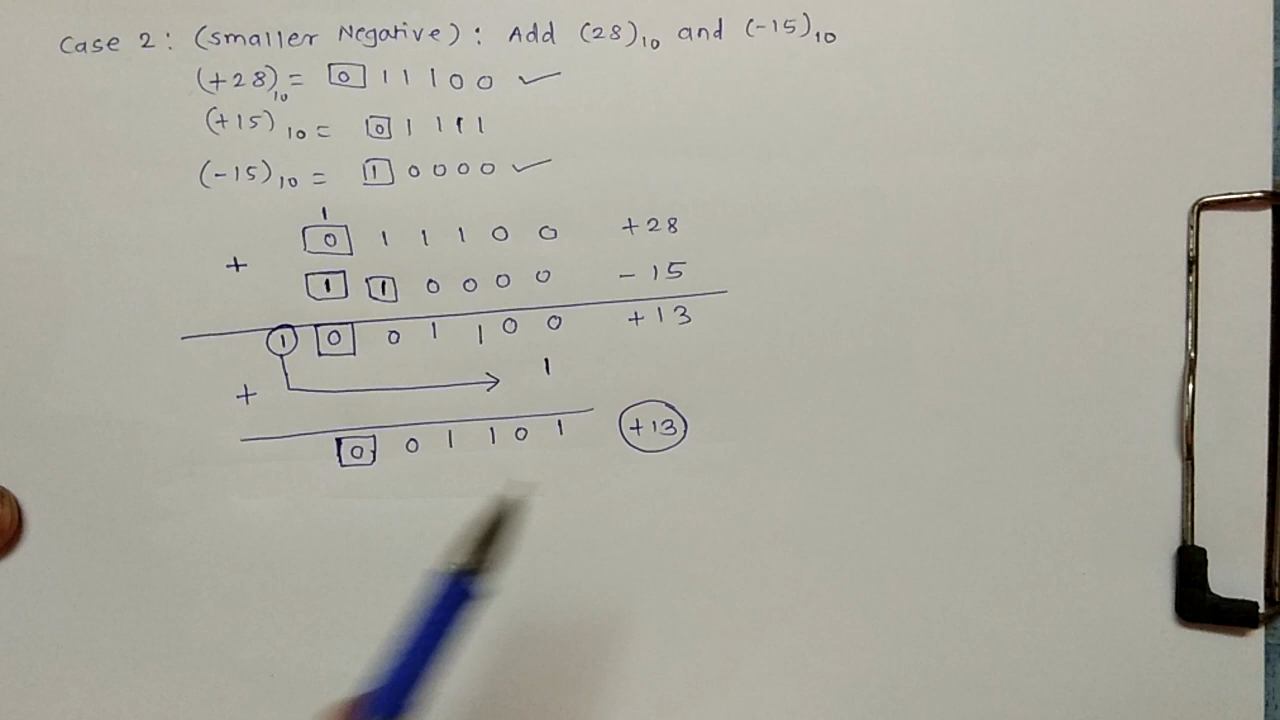 Case 2: (smaller Negative): Add (28)10 and (-15)10
(+28)10 = 0 1 1 1 0 0 ✓
(+15)10 = 0 1 1 1 1
(-15)10 = 1 0 0 0 0 ✓
1
0 1 1 1 0 0 +28
+
1 1 0 0 0 0 -15
1 0 0 1 1 0 0 +13
1
+
0 0 1 1 0 1 +13